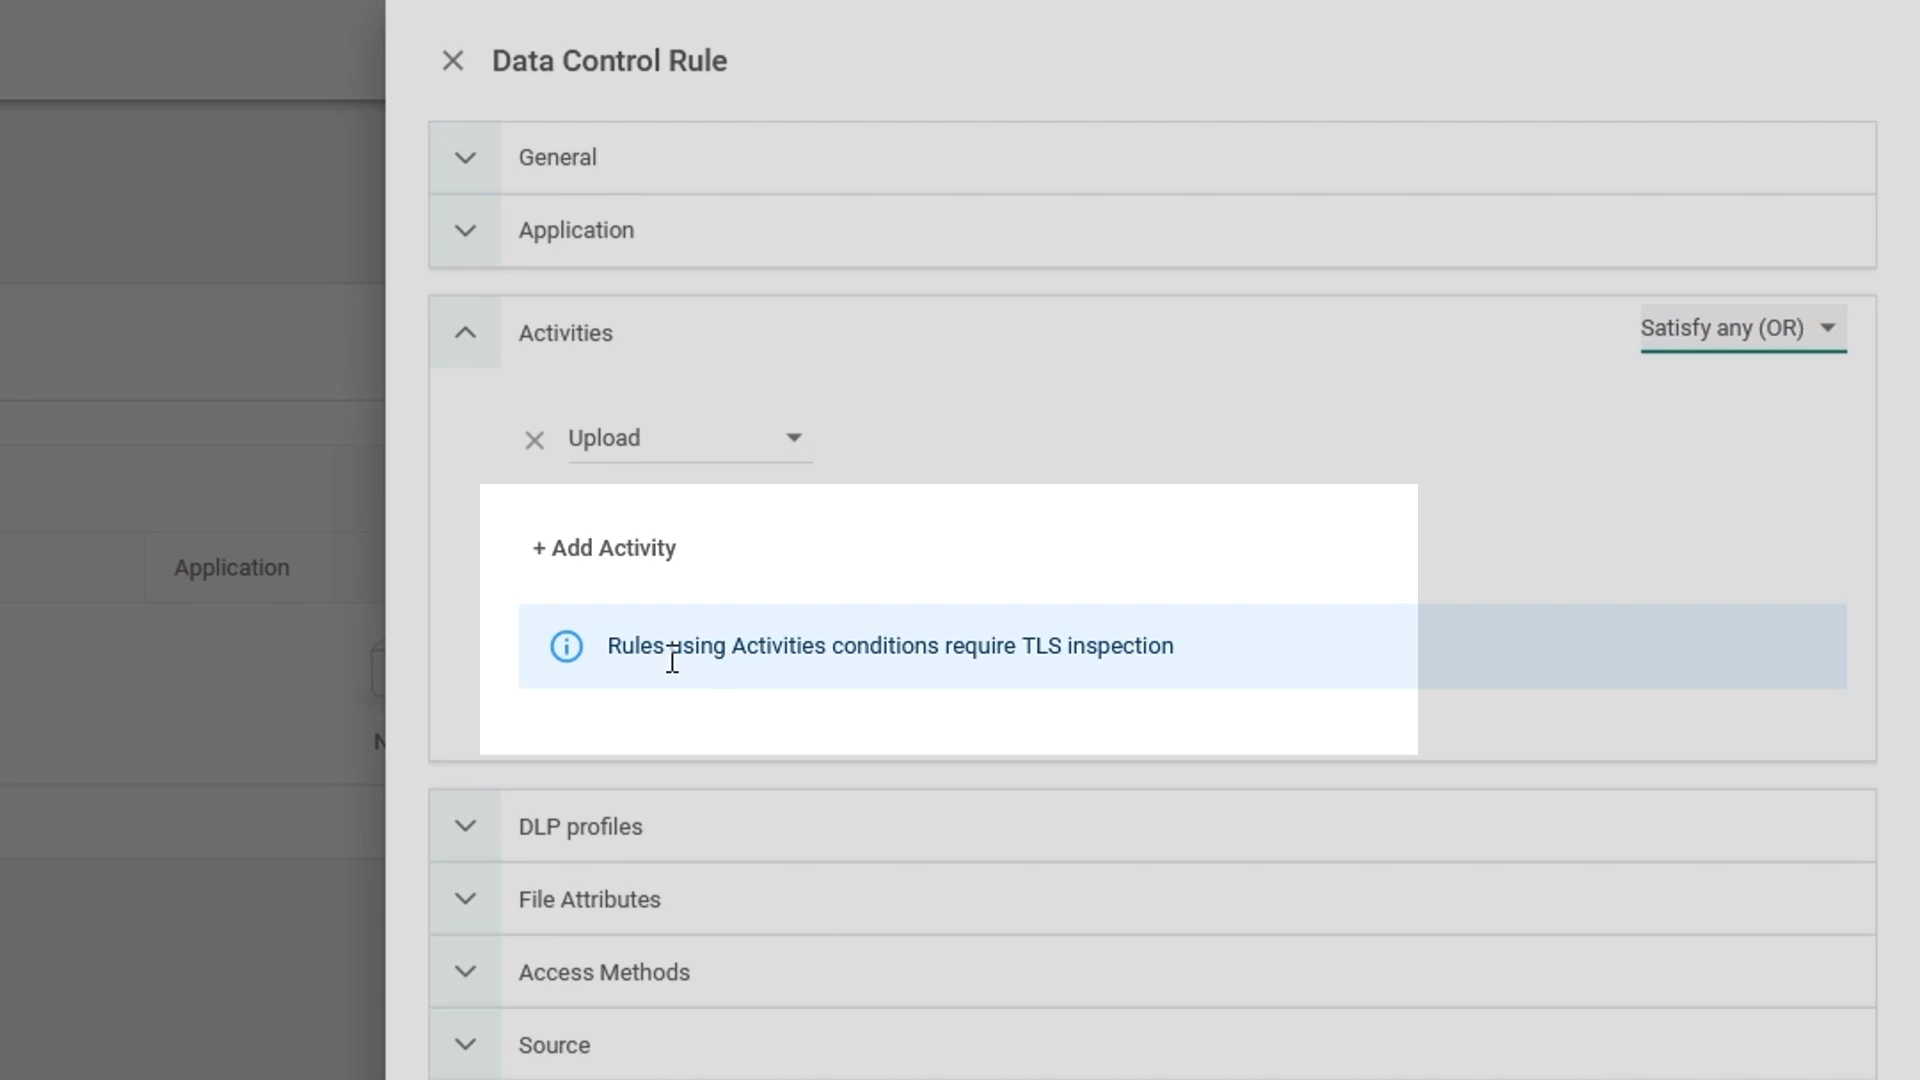 Data Control Rule
General
Application
Activities
Satisfy any (OR)
Upload
+ Add Activity
Application
Rules using Activities conditions require TLS inspection
N
DLP profiles
File Attributes
Access Methods
Source